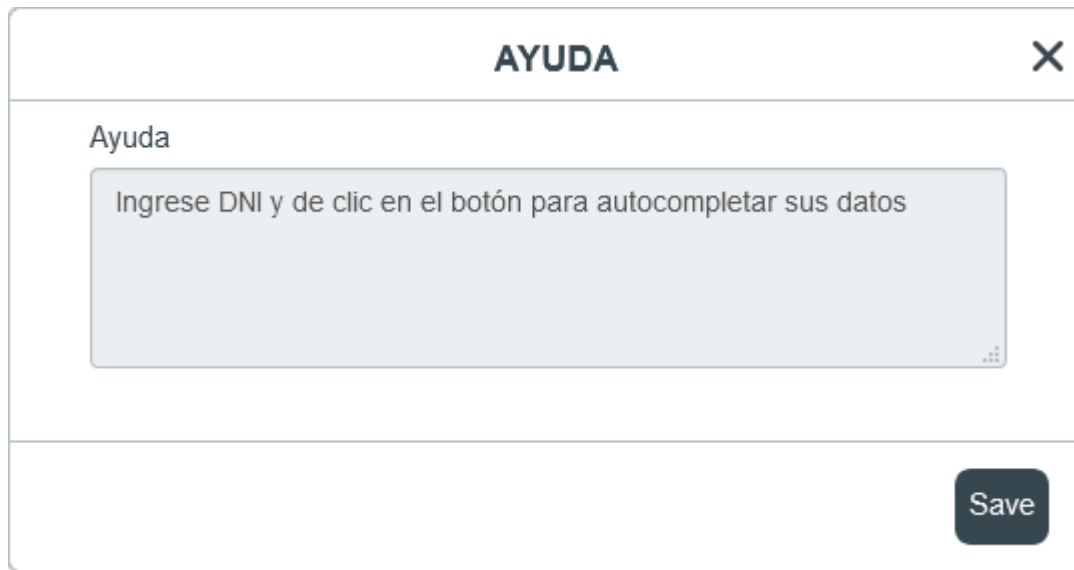 AYUDA
Ayuda
Ingrese DNI y de clic en el botón para autocompletar sus datos
Save